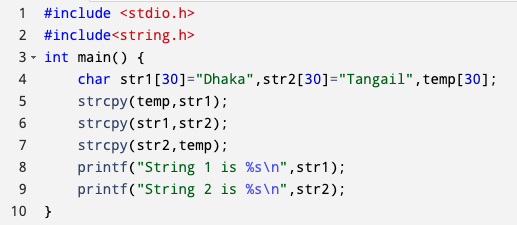 1 #include <stdio.h>
2 #include<string.h>
3 int main() {
4     char str1[30]="Dhaka",str2[30]="Tangail",temp[30];
5     strcpy(temp,str1);
6     strcpy(str1,str2);
7     strcpy(str2,temp);
8     printf("String 1 is %s\n",str1);
9     printf("String 2 is %s\n",str2);
10 }